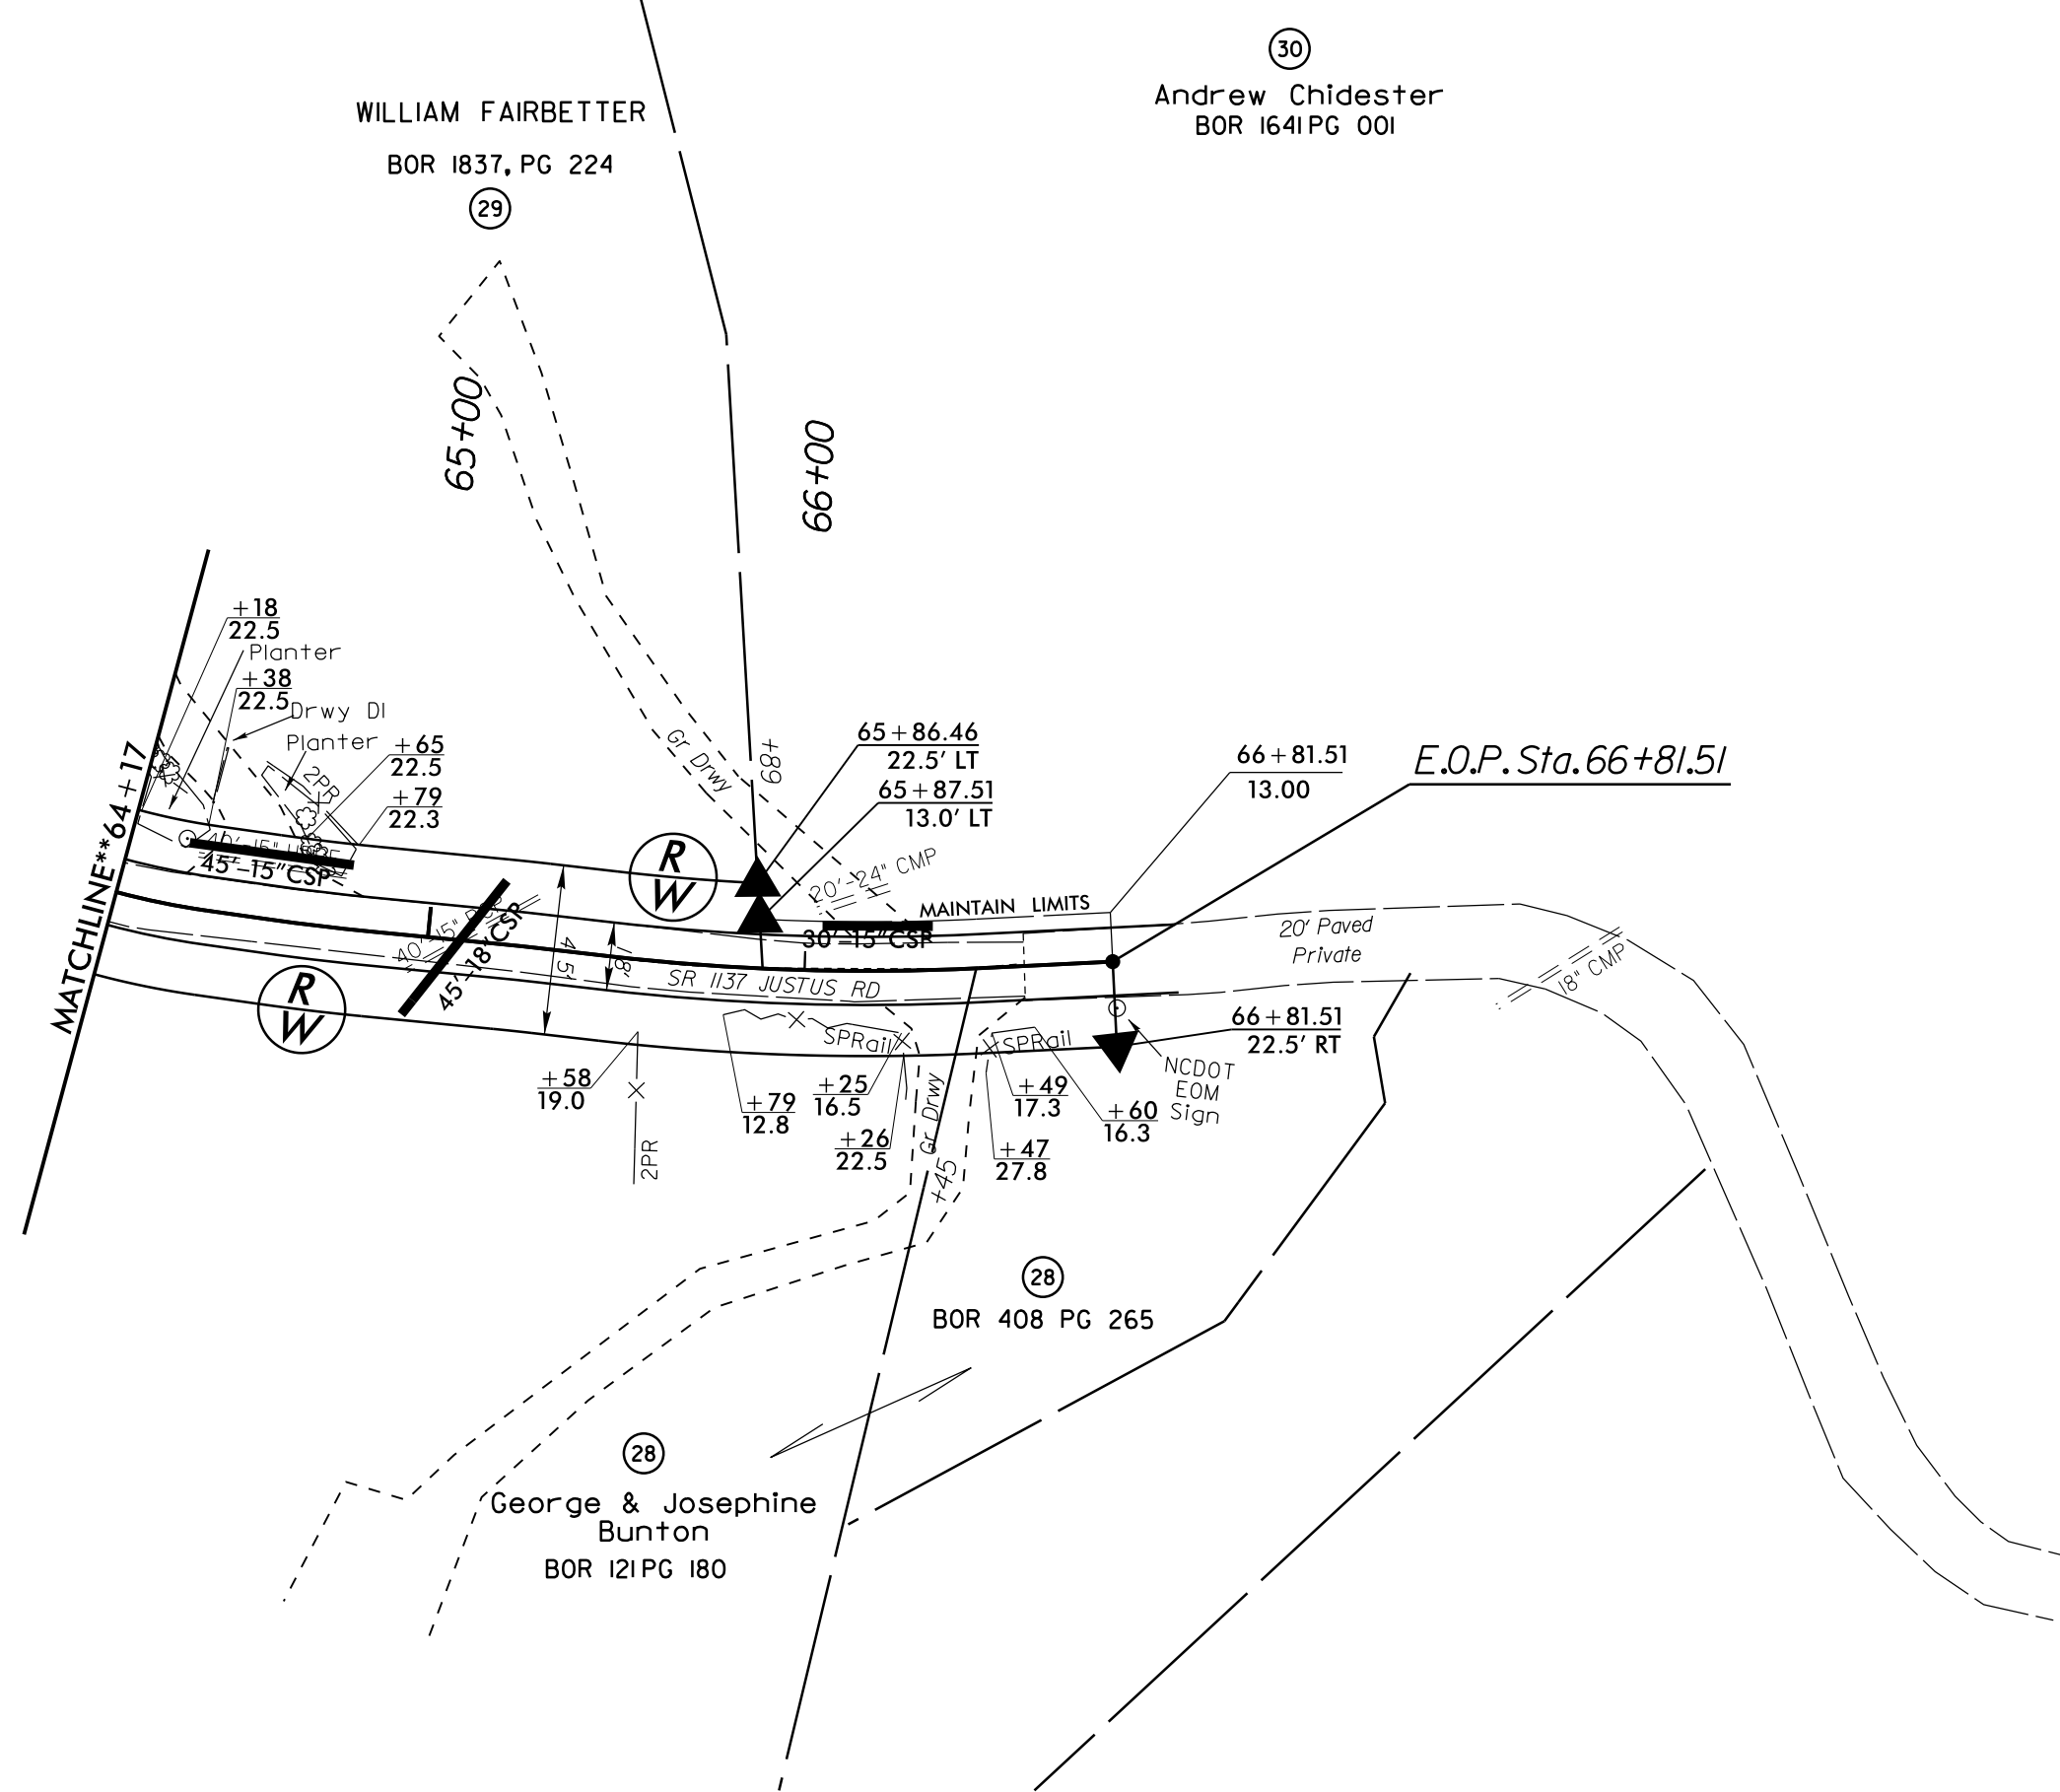 30
Andrew Chidester
BOR 1641 PG 001
WILLIAM FAIRBETTER
BOR 1837, PG 224
29
65+00
66+00
+18
22.5
Planter
+38
22.5
Drwy DI
Planter
2PR
+65
22.5
+79
22.3
MATCHLINE**64+17
45'-15"CSP
45'-18"CSP
40'-15"
R
W
R
W
45'
18'
Gr Drwy
+89
65+86.46
22.5' LT
65+87.51
13.0' LT
66+81.51
13.00
E.O.P. Sta. 66+81.51
20'-24" CMP
MAINTAIN LIMITS
30'-15"CSP
20' Paved
Private
18" CMP
SR 1137 JUSTUS RD
SPRail
SPRail
66+81.51
22.5' RT
NCDOT
EOM
Sign
+58
19.0
2PR
+79
12.8
+25
16.5
+26
22.5
Gr Drwy
+45
+49
17.3
+47
27.8
+60
16.3
28
BOR 408 PG 265
28
George & Josephine
Bunton
BOR 121 PG 180